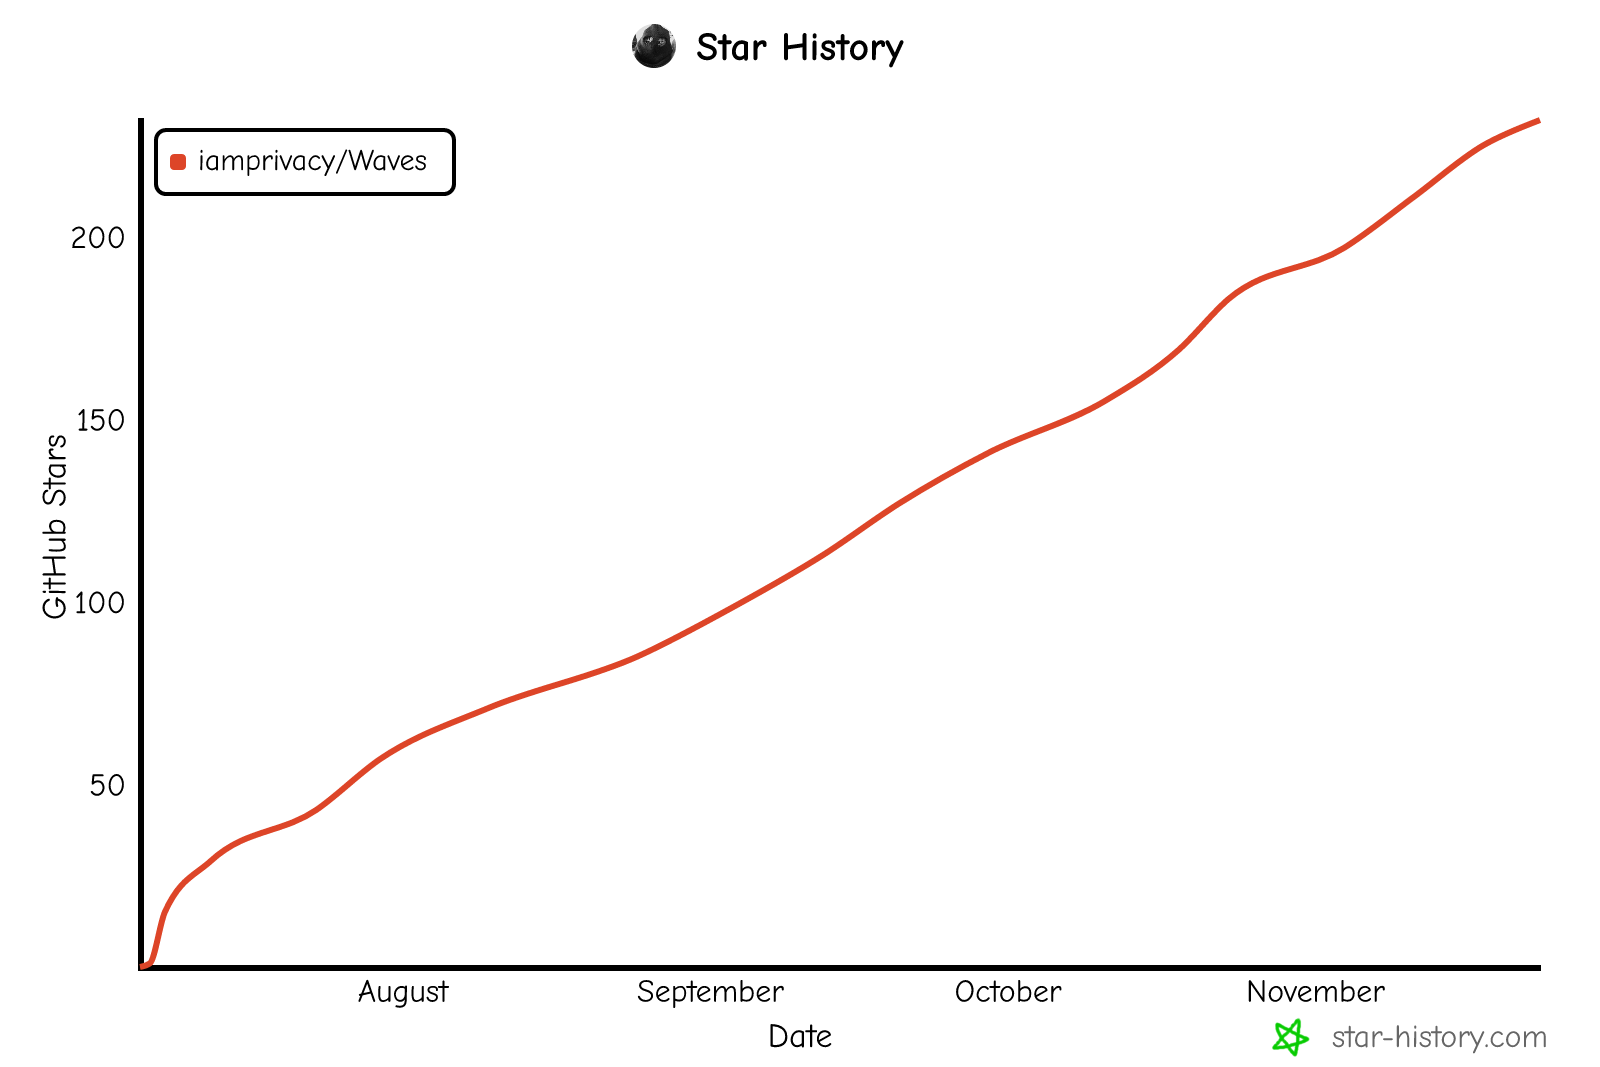 Star History
iamprivacy/Waves
200
150
100
50
GitHub Stars
August September October November
Date
star-history.com